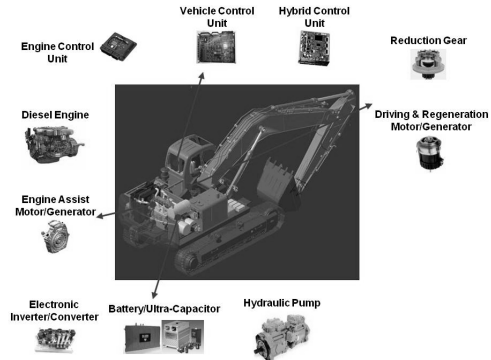 Vehicle Control
Unit
Hybrid Control
Unit
Engine Control
Unit
Reduction Gear
Diesel Engine
Driving & Regeneration
Motor/Generator
Engine Assist
Motor/Generator
Electronic
Inverter/Converter
Battery/Ultra-Capacitor
Hydraulic Pump